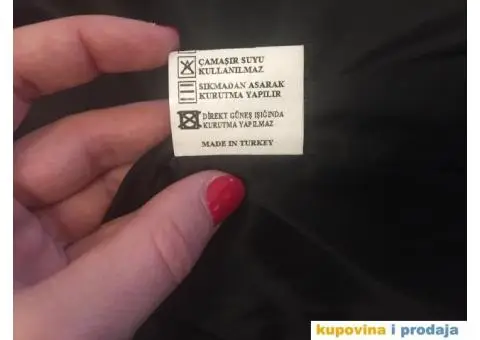 ÇAMAŞIR SUYU
KULLANILMAZ
SIKMADAN ASARAK
KURUTMA YAPILIR
DİREKT GÜNEŞ IŞIĞINDA
KURUTMA YAPILMAZ
MADE IN TURKEY
kupovina i prodaja